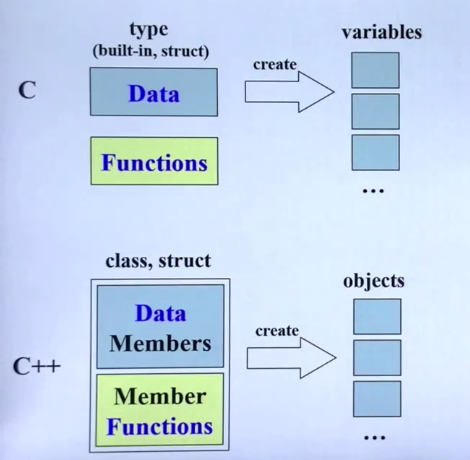 type
(built-in, struct)
variables
C
Data
create
Functions
...
class, struct
objects
C++
Data
Members
create
Member
Functions
...